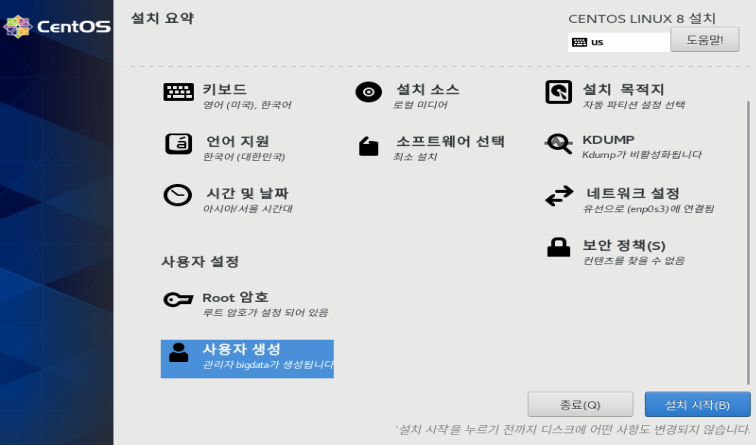 CentOS
설치 요약
CENTOS LINUX 8 설치
us
도움말!
키보드
영어 (미국), 한국어
설치 소스
로컬 미디어
설치 목적지
자동 파티션 설정 선택
언어 지원
한국어 (대한민국)
소프트웨어 선택
최소 설치
KDUMP
Kdump가 비활성화됩니다
시간 및 날짜
아시아/서울 시간대
네트워크 설정
유선으로 (enp0s3)에 연결됨
보안 정책(S)
컨텐츠를 찾을 수 없음
사용자 설정
Root 암호
루트 암호가 설정 되어 있음
사용자 생성
관리자 bigdata가 생성됩니다
종료(Q)
설치 시작(B)
'설치 시작'을 누르기 전까지 디스크에 어떤 사항도 변경되지 않습니다.